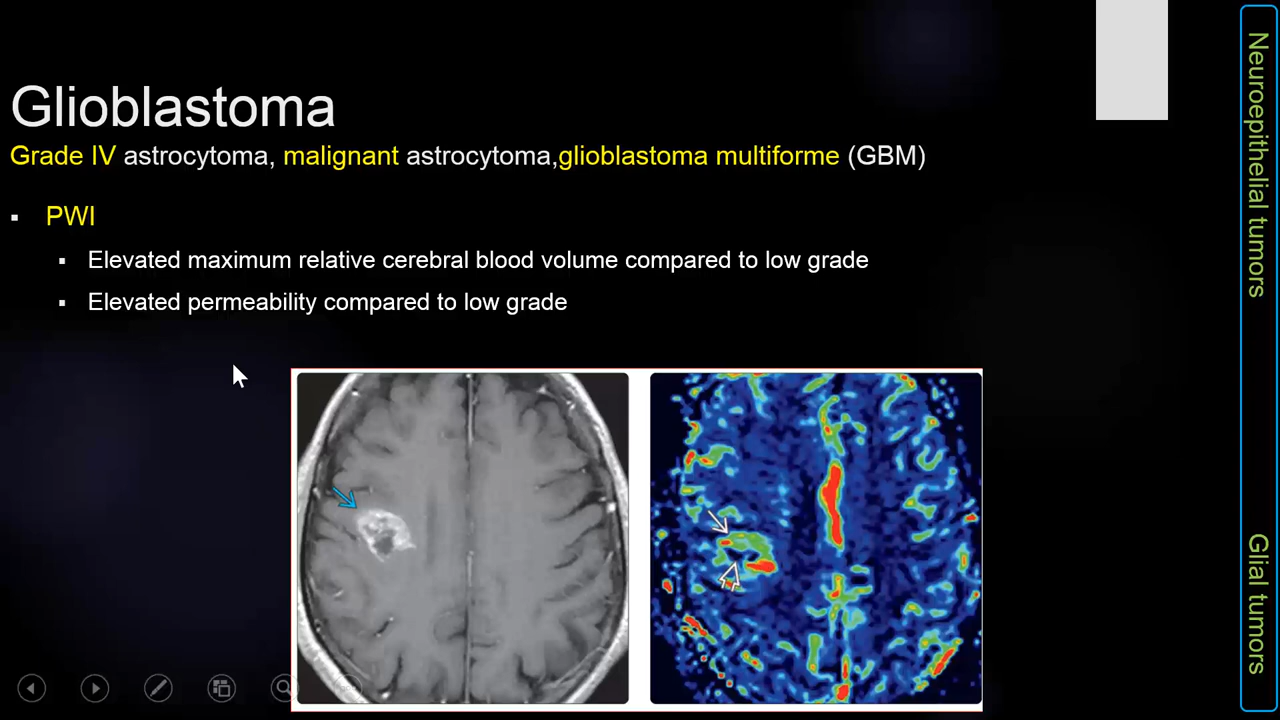 Glioblastoma
Grade IV astrocytoma, malignant astrocytoma,glioblastoma multiforme (GBM)
▪ PWI
▪ Elevated maximum relative cerebral blood volume compared to low grade
▪ Elevated permeability compared to low grade
Neuroepithelial tumors
Glial tumors